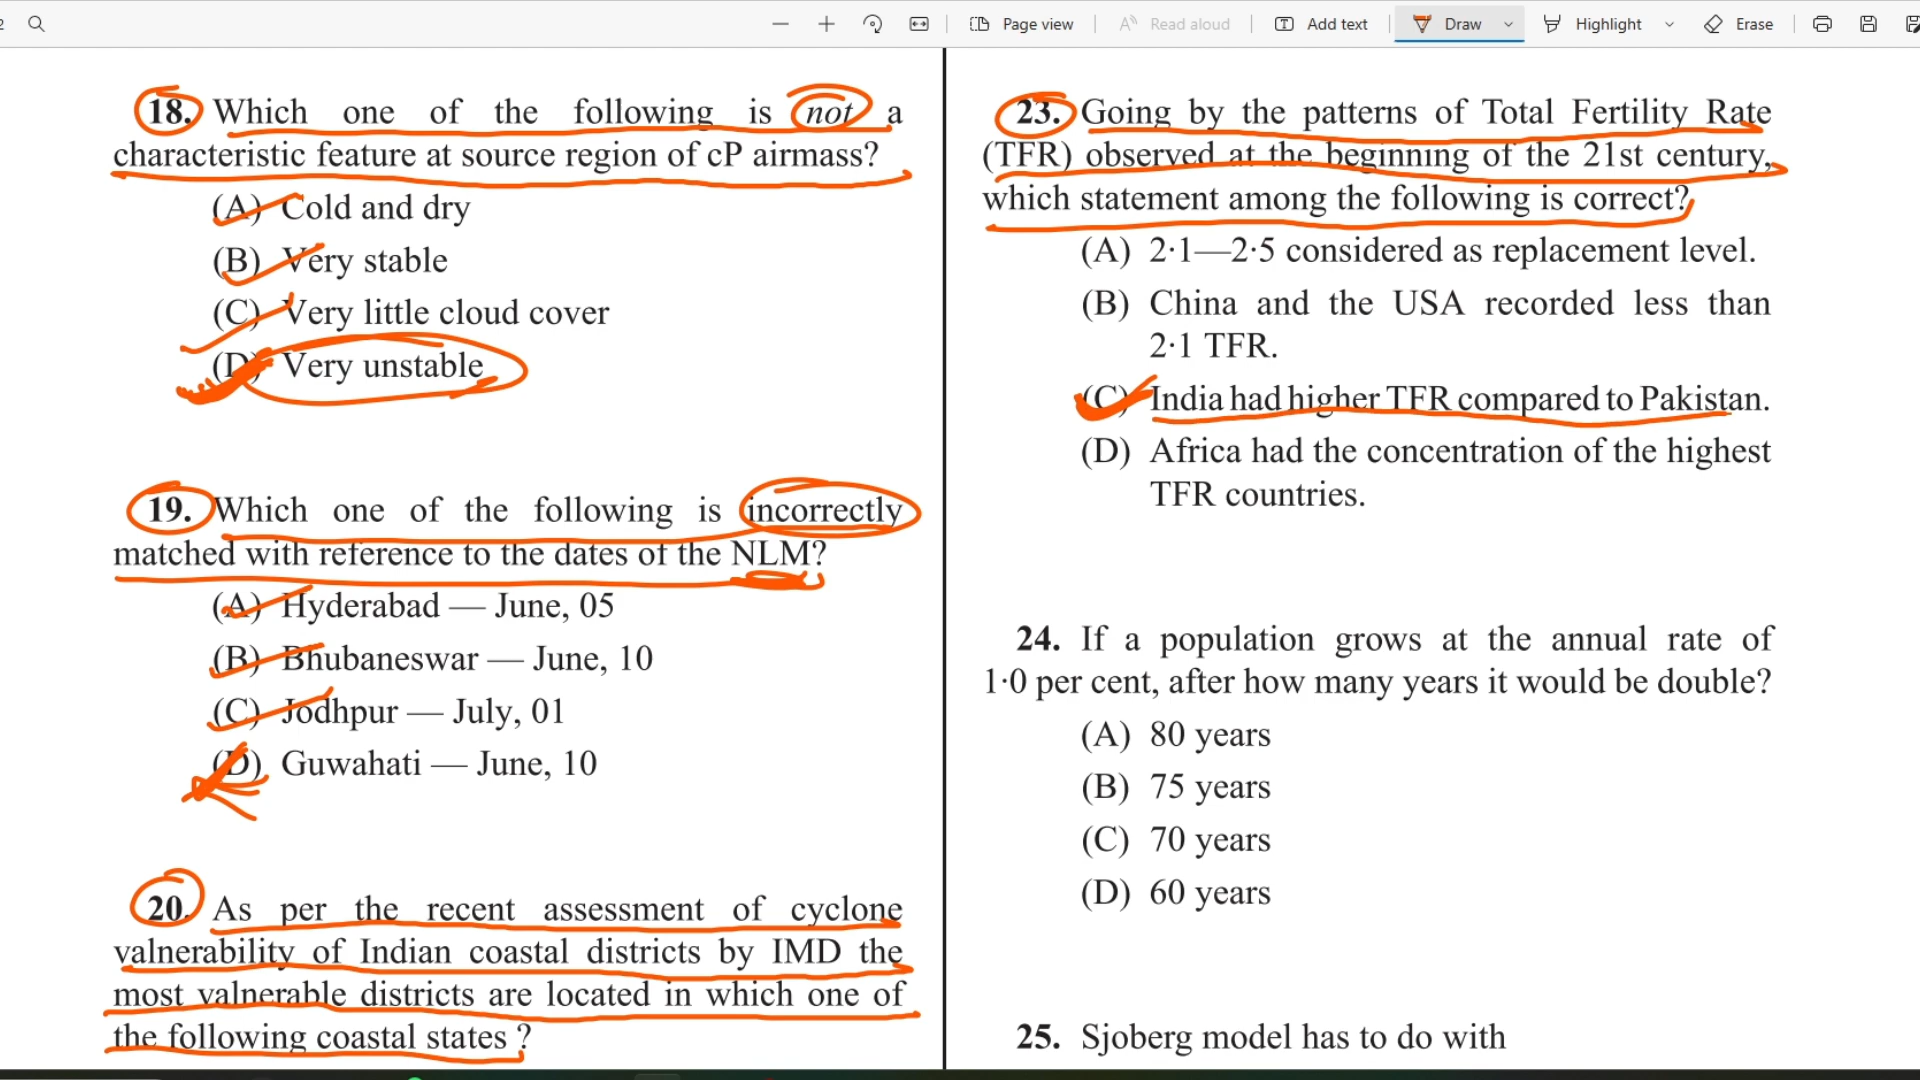 Page view
Read aloud
Add text
Draw
Highlight
Erase
18. Which one of the following is not a
characteristic feature at source region of cP airmass?
(A) Cold and dry
(B) Very stable
(C) Very little cloud cover
(D) Very unstable
19. Which one of the following is incorrectly
matched with reference to the dates of the NLM?
(A) Hyderabad — June, 05
(B) Bhubaneswar — June, 10
(C) Jodhpur — July, 01
(D) Guwahati — June, 10
20. As per the recent assessment of cyclone
valnerability of Indian coastal districts by IMD the
most valnerable districts are located in which one of
the following coastal states ?
23. Going by the patterns of Total Fertility Rate
(TFR) observed at the beginning of the 21st century,
which statement among the following is correct?
(A) 2·1—2·5 considered as replacement level.
(B) China and the USA recorded less than
2·1 TFR.
(C) India had higher TFR compared to Pakistan.
(D) Africa had the concentration of the highest
TFR countries.
24. If a population grows at the annual rate of
1·0 per cent, after how many years it would be double?
(A) 80 years
(B) 75 years
(C) 70 years
(D) 60 years
25. Sjoberg model has to do with